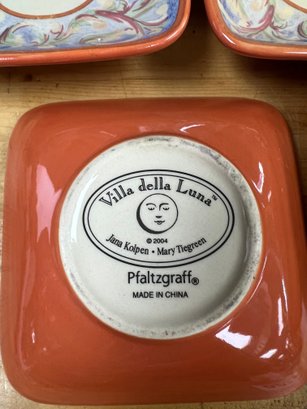 Villa della Luna™
©2004
Jana Kolpen • Mary Tiegreen
Pfaltzgraff®
MADE IN CHINA